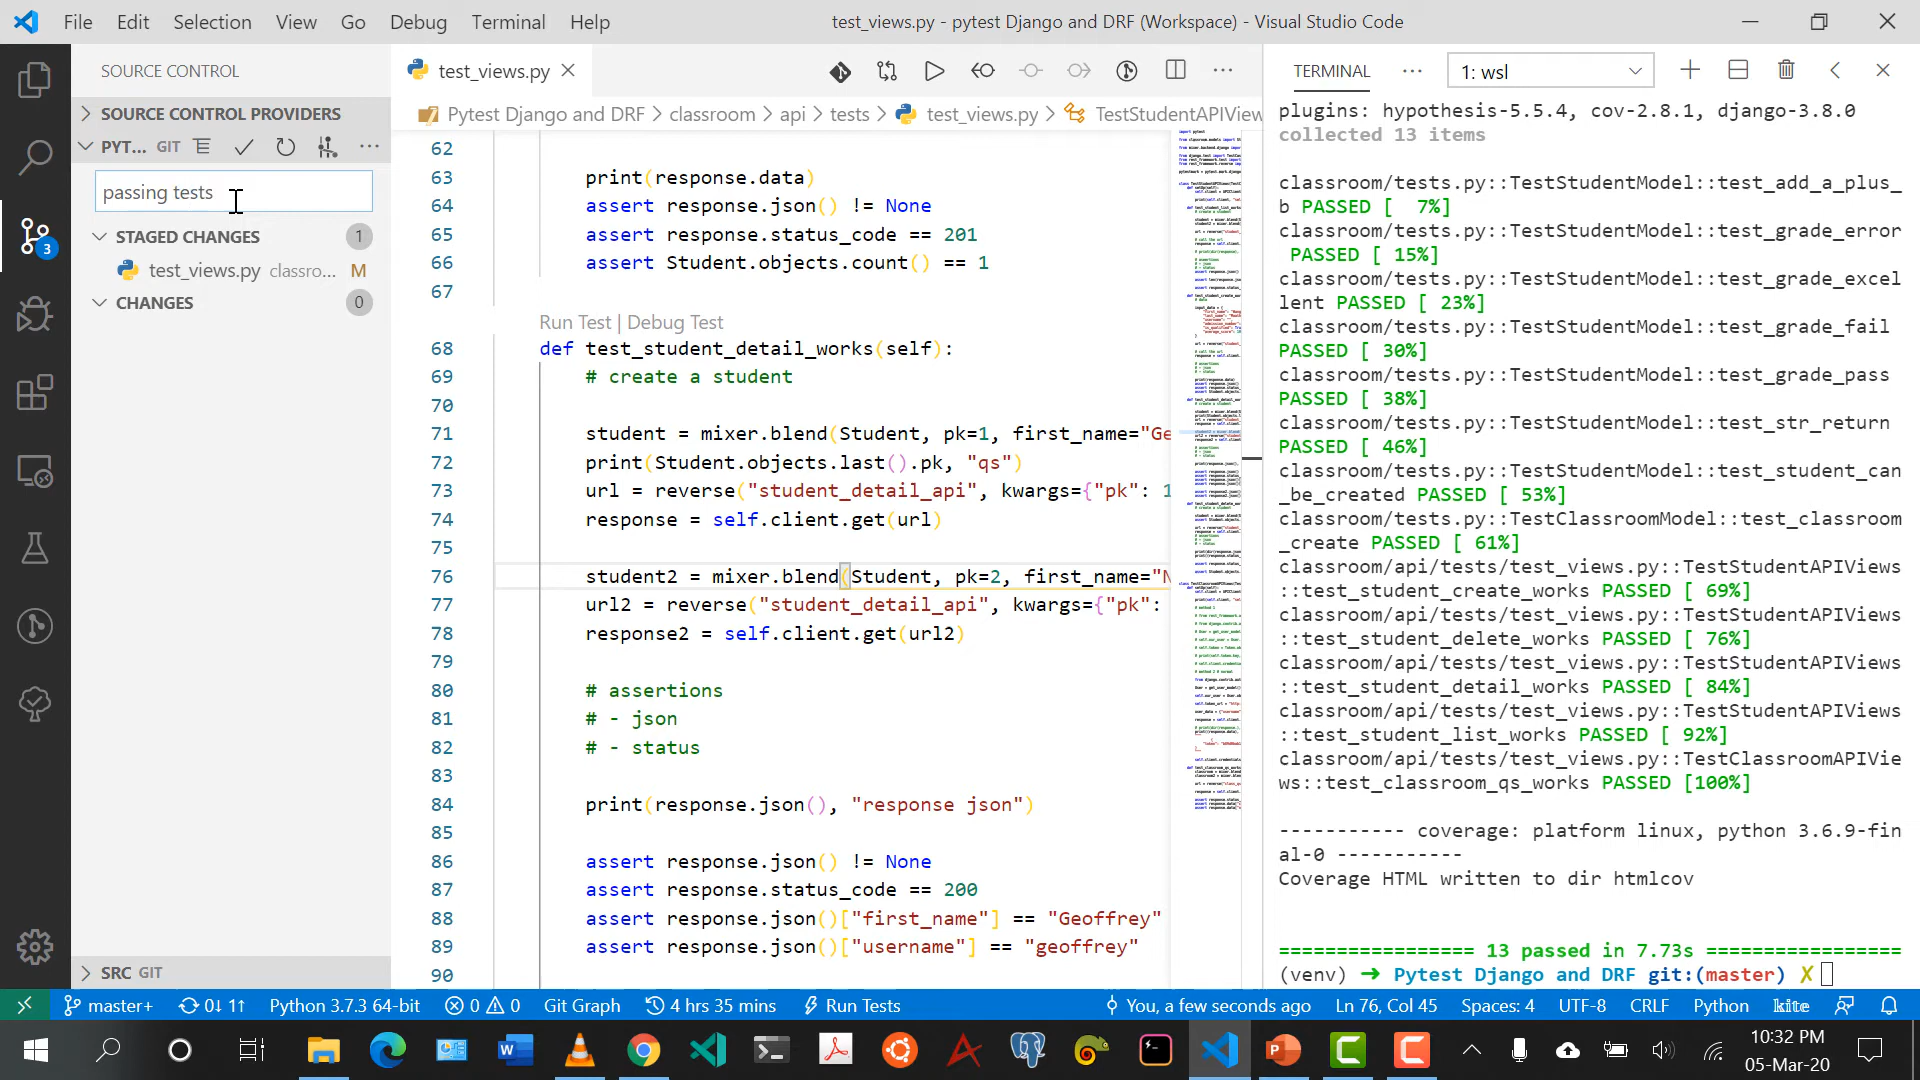 File Edit Selection View Go Debug Terminal Help
test_views.py - pytest Django and DRF (Workspace) - Visual Studio Code
SOURCE CONTROL
SOURCE CONTROL PROVIDERS
PYT... GIT
passing tests
STAGED CHANGES 1
test_views.py classro... M
CHANGES 0
3
SRC GIT
test_views.py
Pytest Django and DRF > classroom > api > tests > test_views.py > TestStudentAPIView
62
63 print(response.data)
64 assert response.json() != None
65 assert response.status_code == 201
66 assert Student.objects.count() == 1
67
Run Test | Debug Test
68 def test_student_detail_works(self):
69 # create a student
70
71 student = mixer.blend(Student, pk=1, first_name="Ge
72 print(Student.objects.last().pk, "qs")
73 url = reverse("student_detail_api", kwargs={"pk": 1
74 response = self.client.get(url)
75
76 student2 = mixer.blend(Student, pk=2, first_name="N
77 url2 = reverse("student_detail_api", kwargs={"pk":
78 response2 = self.client.get(url2)
79
80 # assertions
81 # - json
82 # - status
83
84 print(response.json(), "response json")
85
86 assert response.json() != None
87 assert response.status_code == 200
88 assert response.json()["first_name"] == "Geoffrey"
89 assert response.json()["username"] == "geoffrey"
90
TERMINAL ... 1: wsl
plugins: hypothesis-5.5.4, cov-2.8.1, django-3.8.0
collected 13 items
classroom/tests.py::TestStudentModel::test_add_a_plus_
b PASSED [  7%]
classroom/tests.py::TestStudentModel::test_grade_error
PASSED [ 15%]
classroom/tests.py::TestStudentModel::test_grade_excel
lent PASSED [ 23%]
classroom/tests.py::TestStudentModel::test_grade_fail
PASSED [ 30%]
classroom/tests.py::TestStudentModel::test_grade_pass
PASSED [ 38%]
classroom/tests.py::TestStudentModel::test_str_return
PASSED [ 46%]
classroom/tests.py::TestStudentModel::test_student_can
_be_created PASSED [ 53%]
classroom/tests.py::TestClassroomModel::test_classroom
_create PASSED [ 61%]
classroom/api/tests/test_views.py::TestStudentAPIViews
::test_student_create_works PASSED [ 69%]
classroom/api/tests/test_views.py::TestStudentAPIViews
::test_student_delete_works PASSED [ 76%]
classroom/api/tests/test_views.py::TestStudentAPIViews
::test_student_detail_works PASSED [ 84%]
classroom/api/tests/test_views.py::TestStudentAPIViews
::test_student_list_works PASSED [ 92%]
classroom/api/tests/test_views.py::TestClassroomAPIVie
ws::test_classroom_qs_works PASSED [100%]
----------- coverage: platform linux, python 3.6.9-fin
al-0 -----------
Coverage HTML written to dir htmlcov
================= 13 passed in 7.73s =================
(venv) ➜ Pytest Django and DRF git:(master) ✗
master+ 0↓ 1↑ Python 3.7.3 64-bit 0 0 Git Graph 4 hrs 35 mins Run Tests You, a few seconds ago Ln 76, Col 45 Spaces: 4 UTF-8 CRLF Python kite
10:32 PM
05-Mar-20